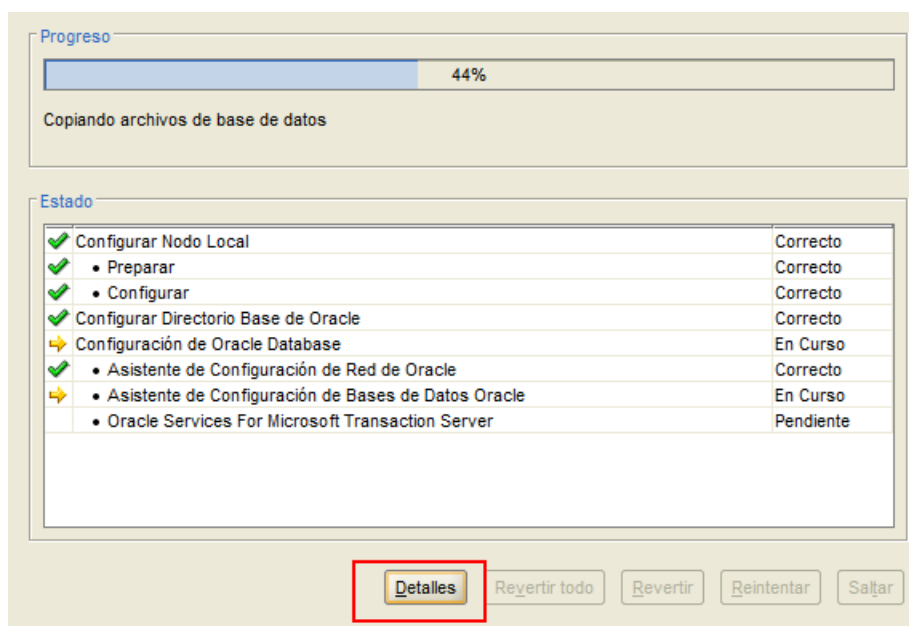 Progreso
44%
Copiando archivos de base de datos
Estado
Configurar Nodo Local Correcto
• Preparar Correcto
• Configurar Correcto
Configurar Directorio Base de Oracle Correcto
Configuración de Oracle Database En Curso
• Asistente de Configuración de Red de Oracle Correcto
• Asistente de Configuración de Bases de Datos Oracle En Curso
• Oracle Services For Microsoft Transaction Server Pendiente
Detalles Revertir todo Revertir Reintentar Saltar